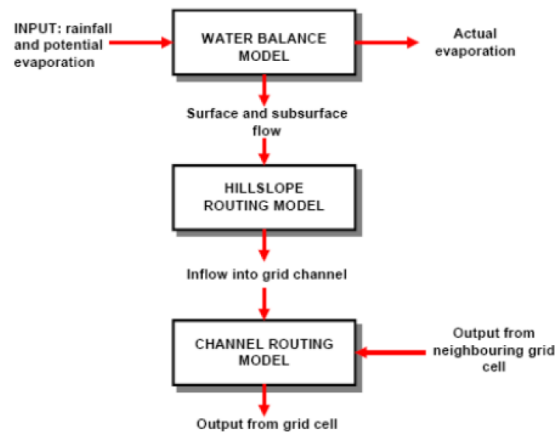 INPUT: rainfall
and potential
evaporation
WATER BALANCE
MODEL
Actual
evaporation
Surface and subsurface
flow
HILLSLOPE
ROUTING MODEL
Inflow into grid channel
CHANNEL ROUTING
MODEL
Output from
neighbouring grid
cell
Output from grid cell